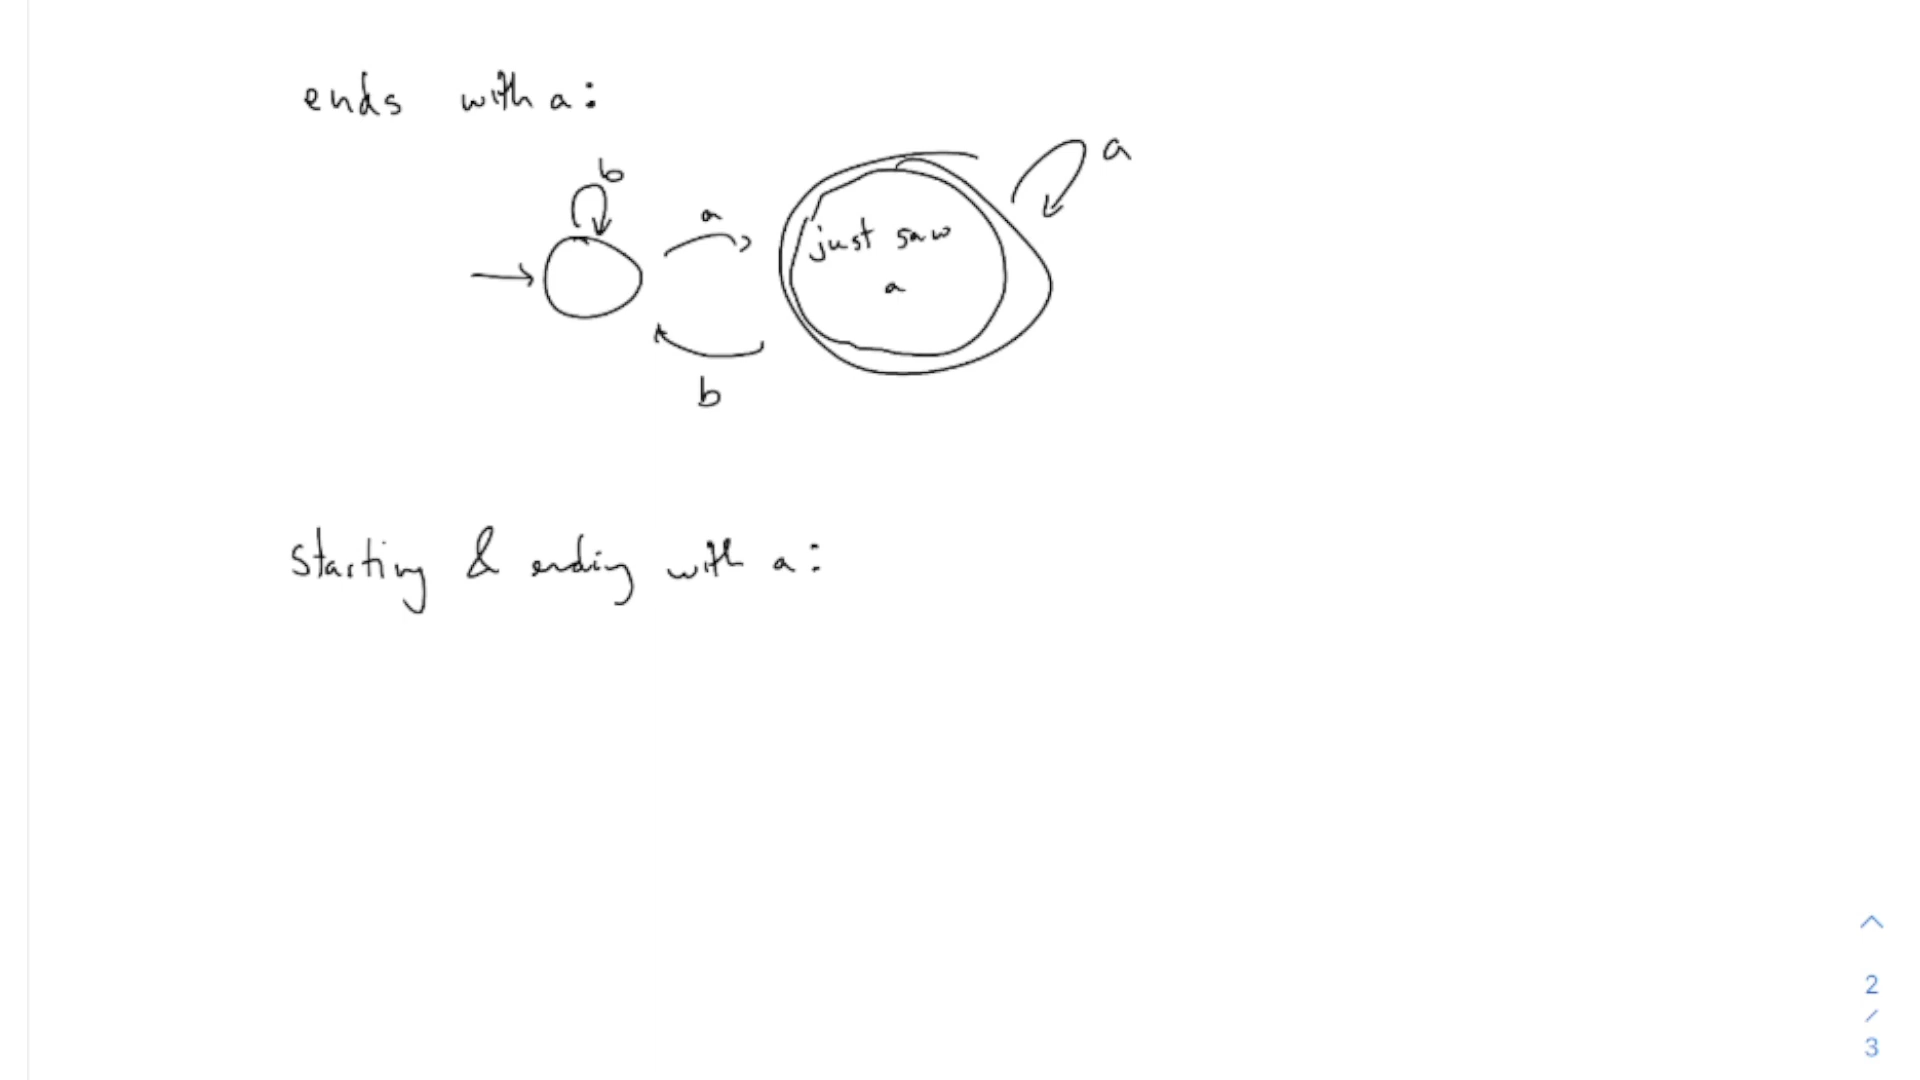 ends with a:
b
a
a
just saw
a
b
starting & ending with a:
2
/
3